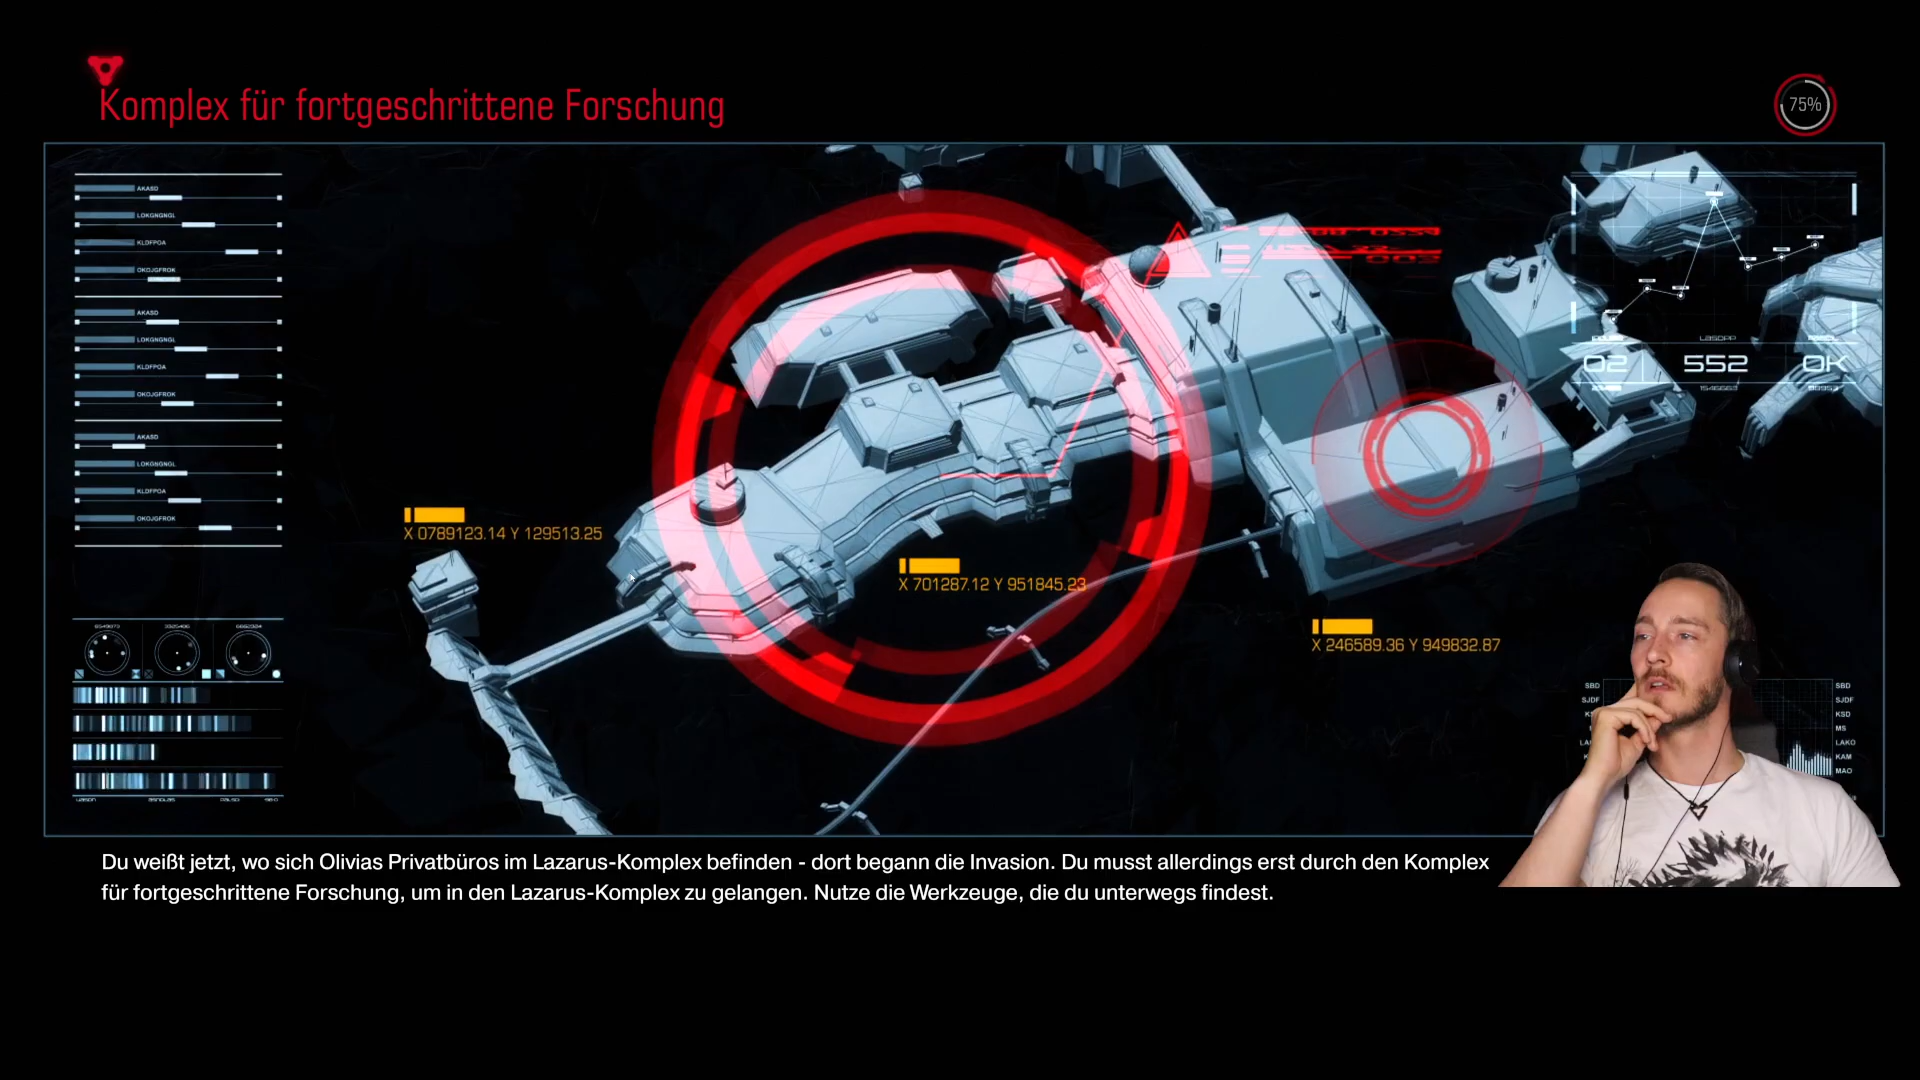 Komplex für fortgeschrittene Forschung
75%
AKASD
LOKGNGNGL
KLDFPOA
OKOJGFROK
AKASD
LOKGNGNGL
KLDFPOA
OKOJGFROK
AKASD
LOKGNGNGL
KLDFPOA
OKOJGFROK
02
552
OK
X 0789123.14 Y 129513.25
X 701287.12 Y 951845.23
X 246589.36 Y 949832.87
SBD
SJDF
SBD
SJDF
KSD
MS
LAKO
KAM
MAO
Du weißt jetzt, wo sich Olivias Privatbüros im Lazarus-Komplex befinden - dort begann die Invasion. Du musst allerdings erst durch den Komplex
für fortgeschrittene Forschung, um in den Lazarus-Komplex zu gelangen. Nutze die Werkzeuge, die du unterwegs findest.